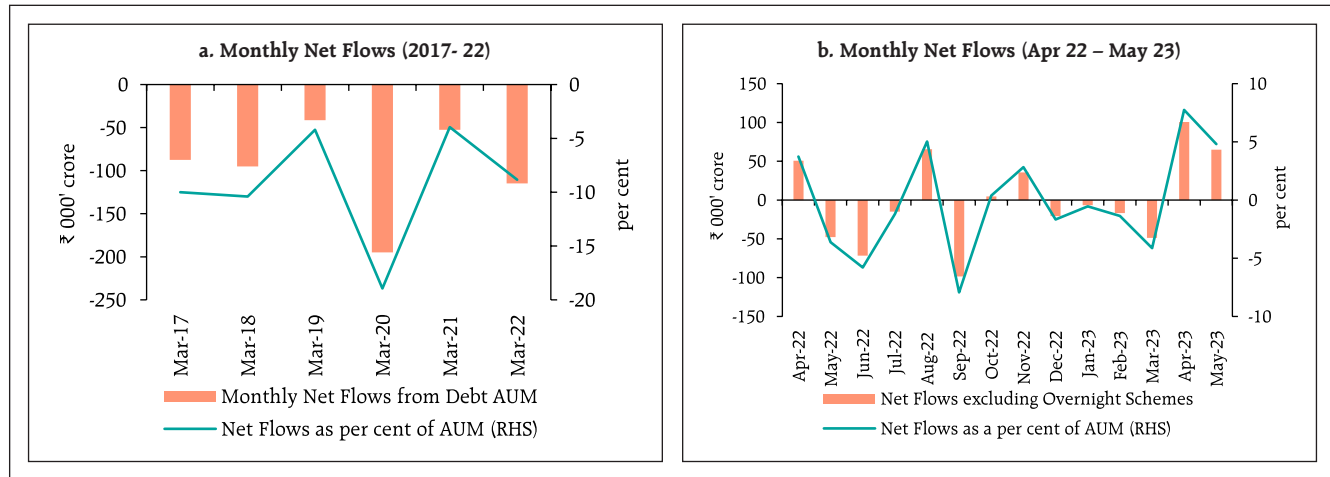 a. Monthly Net Flows (2017- 22)
0
-50
-100
-150
-200
-250
₹ 000' crore
0
-5
-10
-15
-20
per cent
Mar-17
Mar-18
Mar-19
Mar-20
Mar-21
Mar-22
Monthly Net Flows from Debt AUM
Net Flows as per cent of AUM (RHS)
b. Monthly Net Flows (Apr 22 – May 23)
150
100
50
0
-50
-100
-150
₹ 000' crore
10
5
0
-5
-10
per cent
Apr-22
May-22
Jun-22
Jul-22
Aug-22
Sep-22
Oct-22
Nov-22
Dec-22
Jan-23
Feb-23
Mar-23
Apr-23
May-23
Net Flows excluding Overnight Schemes
Net Flows as a per cent of AUM (RHS)